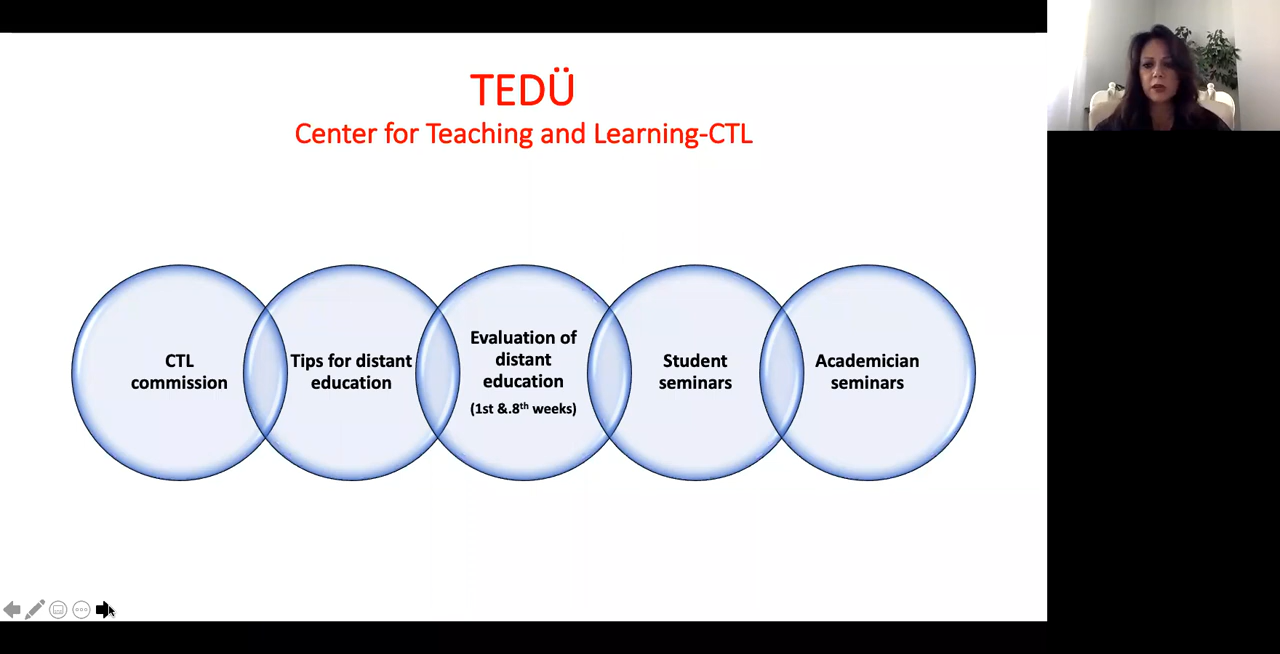 TEDÜ
Center for Teaching and Learning-CTL
CTL
commission
Tips for distant
education
Evaluation of
distant
education
(1st &.8th weeks)
Student
seminars
Academician
seminars